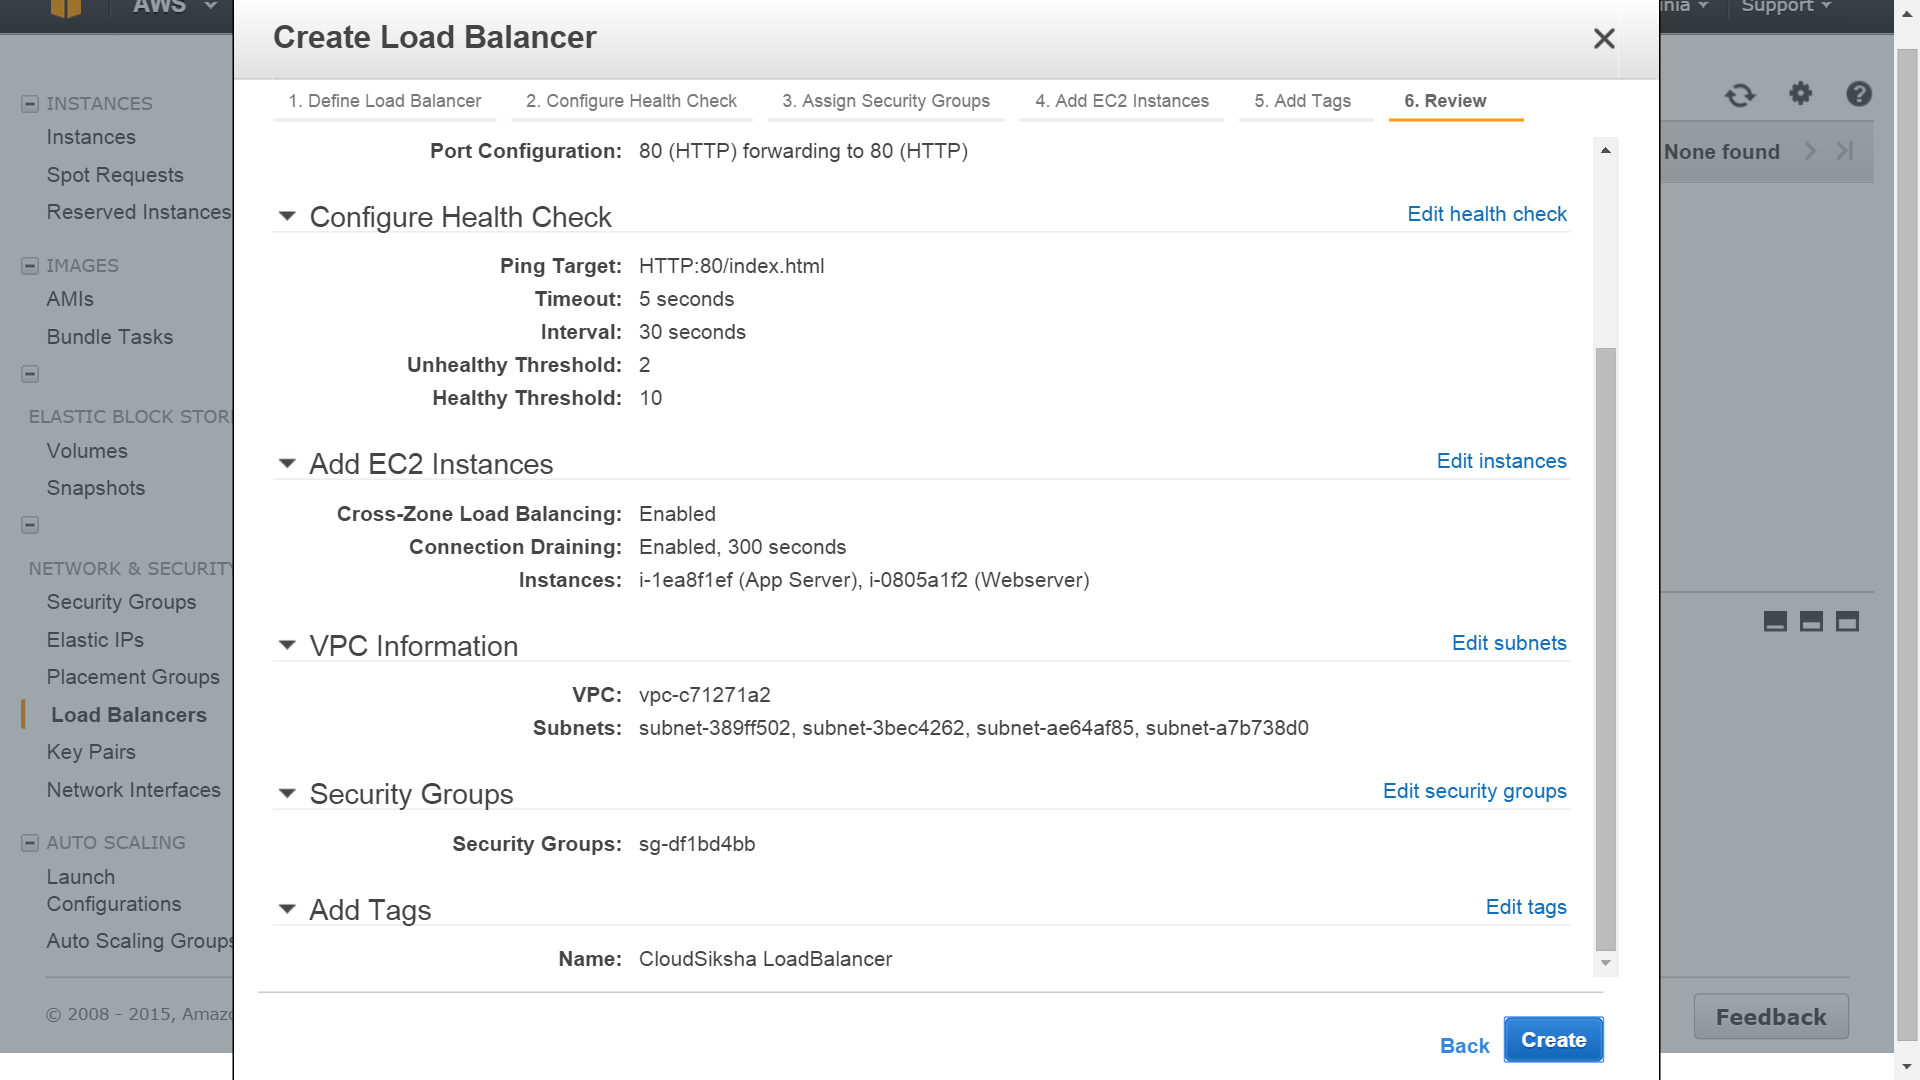 AWS
inia
Support
Create Load Balancer
1. Define Load Balancer
2. Configure Health Check
3. Assign Security Groups
4. Add EC2 Instances
5. Add Tags
6. Review
INSTANCES
Instances
Spot Requests
Reserved Instances
IMAGES
AMIs
Bundle Tasks
ELASTIC BLOCK STOR
Volumes
Snapshots
NETWORK & SECURITY
Security Groups
Elastic IPs
Placement Groups
Load Balancers
Key Pairs
Network Interfaces
AUTO SCALING
Launch
Configurations
Auto Scaling Groups
© 2008 - 2015, Amazo
Port Configuration: 80 (HTTP) forwarding to 80 (HTTP)
Configure Health Check
Edit health check
Ping Target: HTTP:80/index.html
Timeout: 5 seconds
Interval: 30 seconds
Unhealthy Threshold: 2
Healthy Threshold: 10
Add EC2 Instances
Edit instances
Cross-Zone Load Balancing: Enabled
Connection Draining: Enabled, 300 seconds
Instances: i-1ea8f1ef (App Server), i-0805a1f2 (Webserver)
VPC Information
Edit subnets
VPC: vpc-c71271a2
Subnets: subnet-389ff502, subnet-3bec4262, subnet-ae64af85, subnet-a7b738d0
Security Groups
Edit security groups
Security Groups: sg-df1bd4bb
Add Tags
Edit tags
Name: CloudSiksha LoadBalancer
Back
Create
None found
Feedback